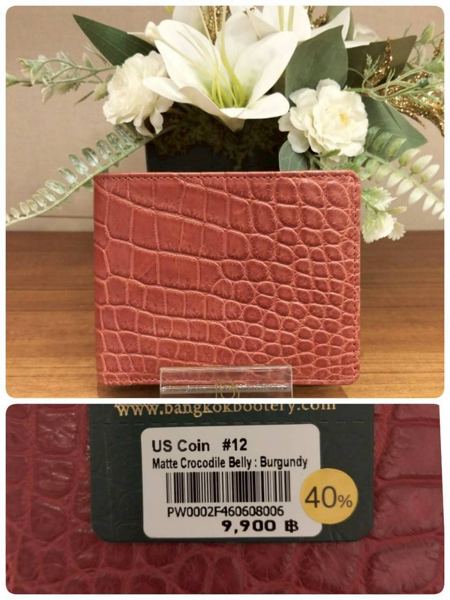 www.bangkokbootery.com
US Coin #12
Matte Crocodile Belly : Burgundy
PW0002F460608006
9,900 ฿
40%